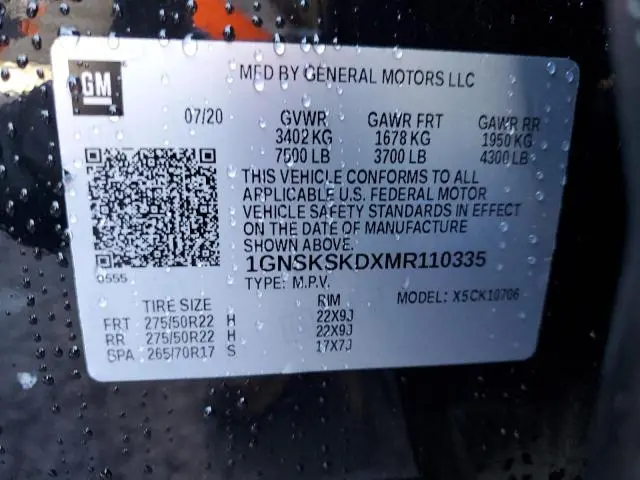 GM
MFD BY GENERAL MOTORS LLC
07/20 GVWR GAWR FRT GAWR RR
3402 KG 1678 KG 1950 KG
7500 LB 3700 LB 4300 LB
THIS VEHICLE CONFORMS TO ALL
APPLICABLE U.S. FEDERAL MOTOR
VEHICLE SAFETY STANDARDS IN EFFECT
ON THE DATE OF MANUFACTURE
SHOWN ABOVE.
0555 1GNSKSKDXMR110335
TYPE: M.P.V. MODEL: X5CK10706
TIRE SIZE RIM
FRT 275/50R22 H 22X9J
RR 275/50R22 H 22X9J
SPA 265/70R17 S 17X7J